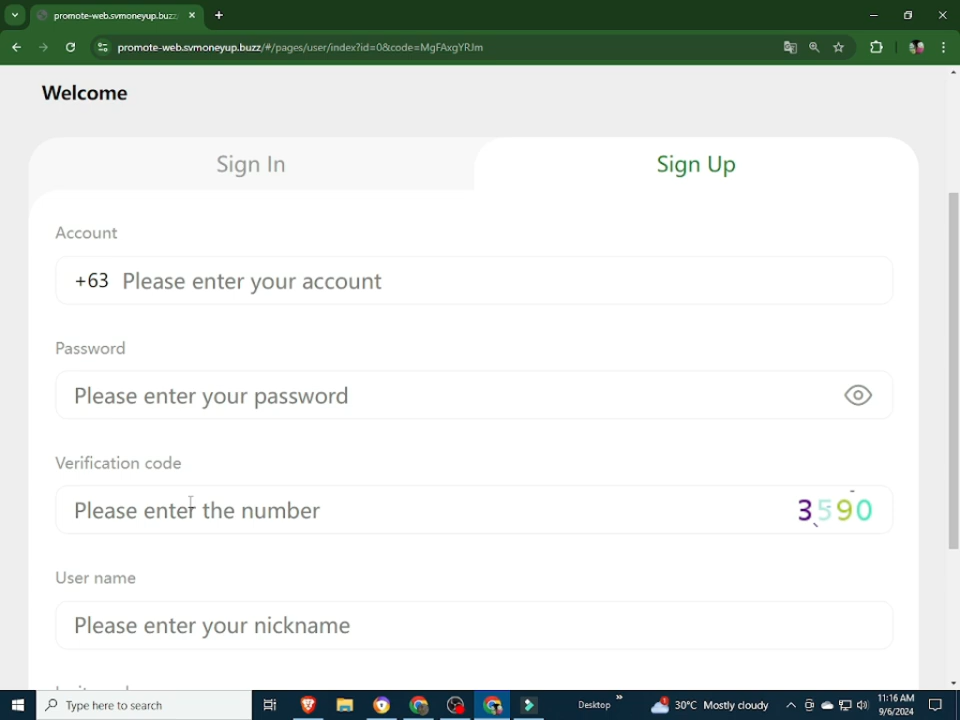 promote-web.svmoneyup.buzz
promote-web.svmoneyup.buzz/#/pages/user/index?id=0&code=MgFAxgYRJm
Welcome
Sign In
Sign Up
Account
+63 Please enter your account
Password
Please enter your password
Verification code
Please enter the number
3590
User name
Please enter your nickname
Type here to search
Desktop
30°C Mostly cloudy
11:16 AM
9/6/2024